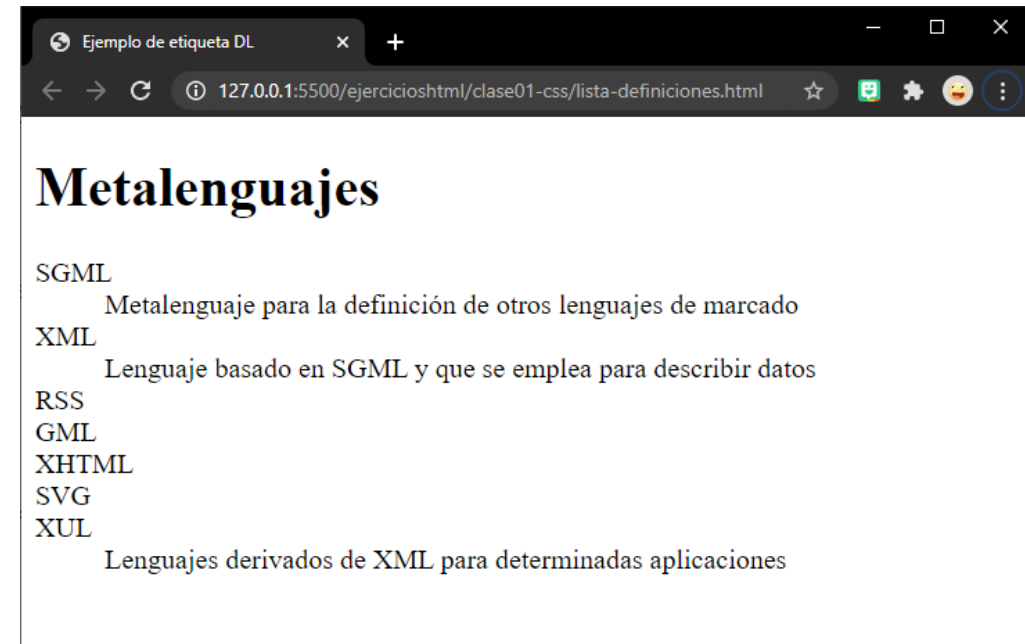 Ejemplo de etiqueta DL
127.0.0.1:5500/ejercicioshtml/clase01-css/lista-definiciones.html
Metalenguajes
SGML
Metalenguaje para la definición de otros lenguajes de marcado
XML
Lenguaje basado en SGML y que se emplea para describir datos
RSS
GML
XHTML
SVG
XUL
Lenguajes derivados de XML para determinadas aplicaciones